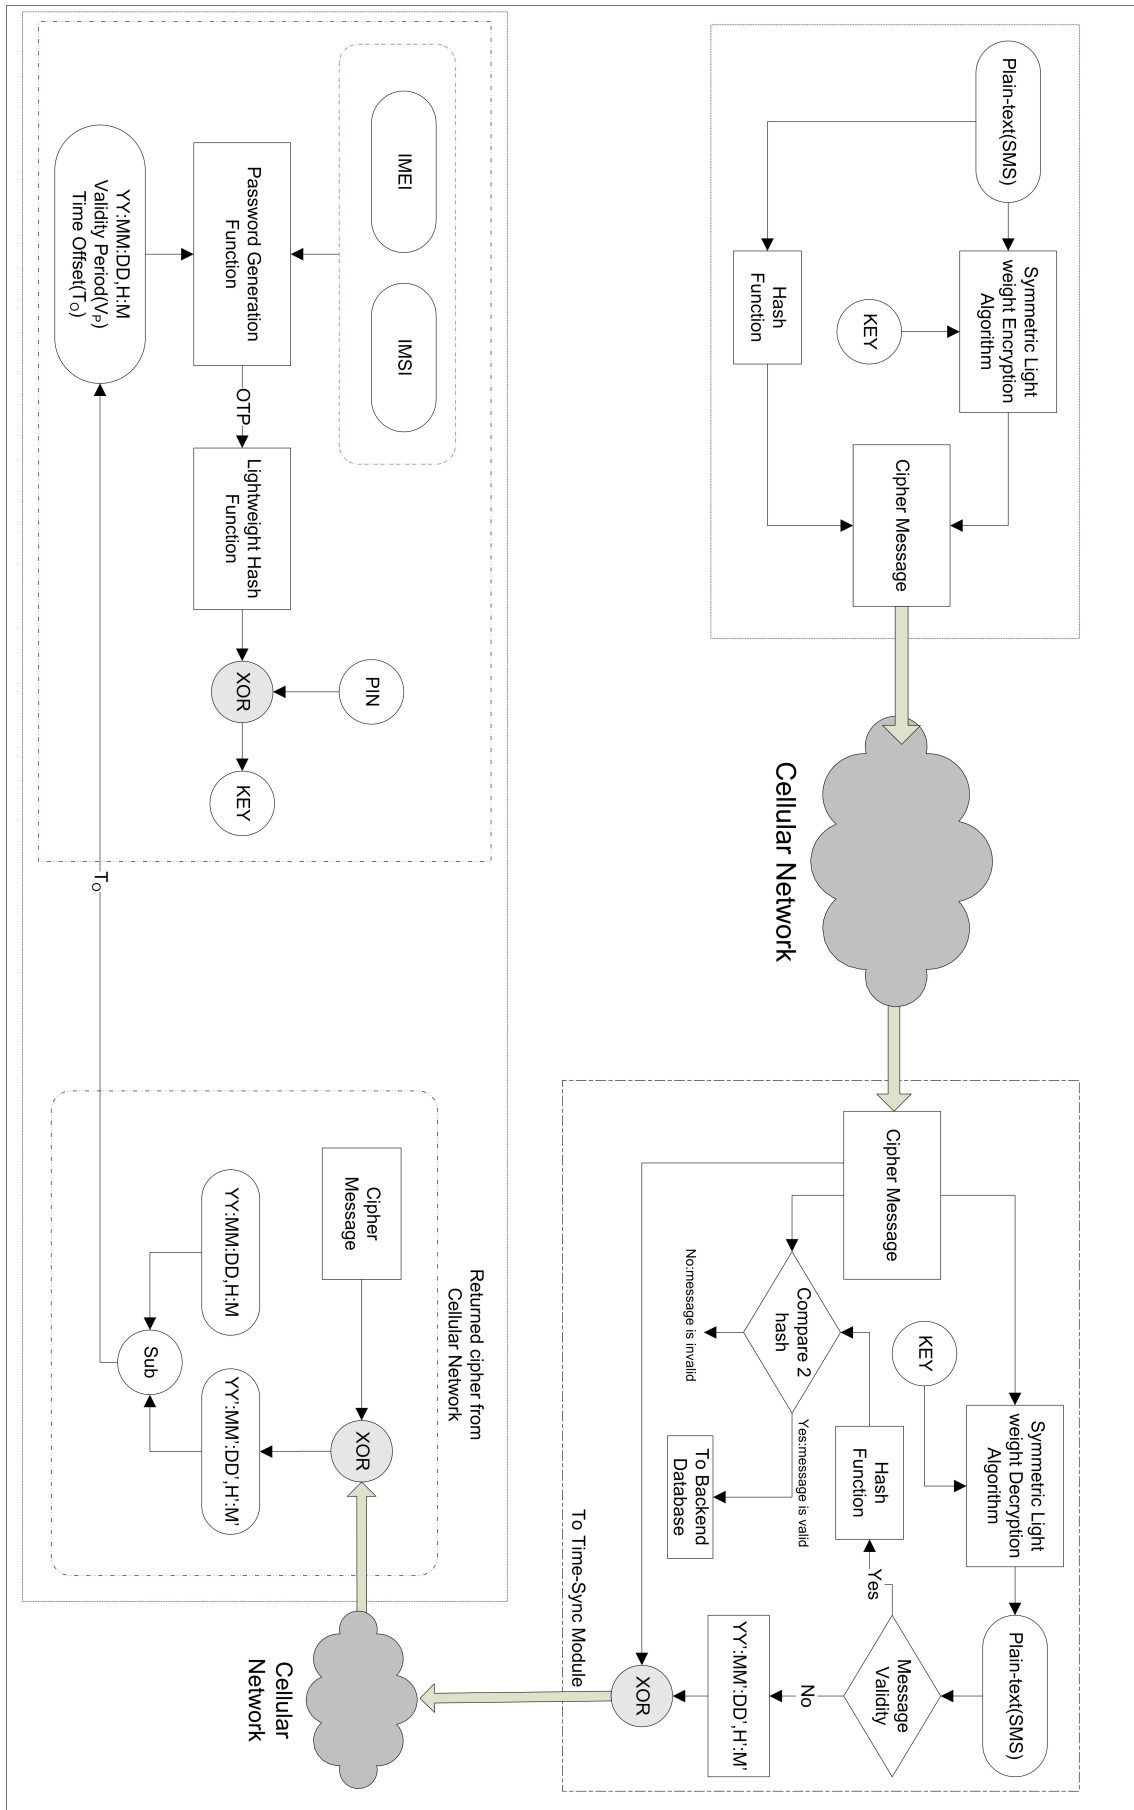 Plain-text(SMS)
Symmetric Light
weight Encryption
Algorithm
KEY
Hash
Function
Cipher Message
Cellular Network
Cipher Message
Symmetric Light
weight Decryption
Algorithm
KEY
Plain-text(SMS)
Message
Validity
Yes
Hash
Function
Compare 2
hash
No:message is invalid
Yes:message is valid
To Backend
Database
No
YY':MM':DD',H':M'
XOR
To Time-Sync Module
IMEI
IMSI
Password Generation
Function
YY:MM:DD,H:M
Validity Period(VP)
Time Offset(TO)
OTP
Lightweight Hash
Function
PIN
XOR
KEY
TO
Returned cipher from
Cellular Network
Cipher
Message
XOR
YY:MM:DD,H:M
YY':MM':DD',H':M'
Sub
Cellular
Network